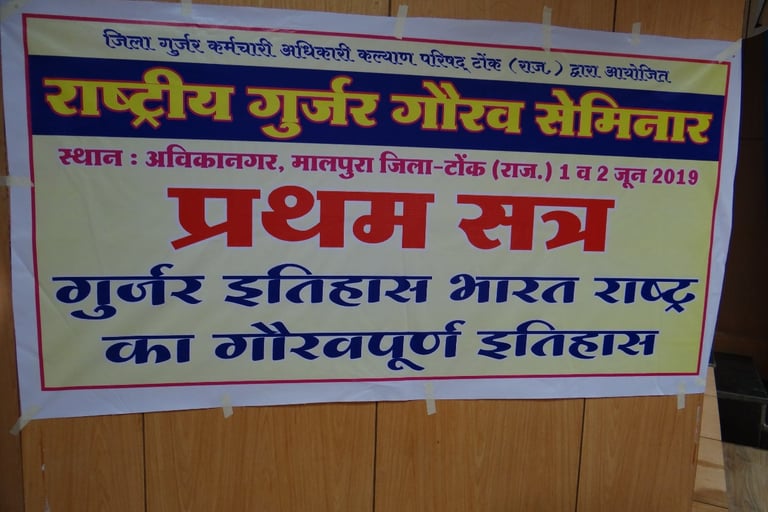 जिला गुर्जर कर्मचारी अधिकारी कल्याण परिषद् टोंक (राज.) द्वारा आयोजित
राष्ट्रीय गुर्जर गौरव सेमिनार
स्थान : अविकानगर, मालपुरा जिला-टोंक (राज.) 1 व 2 जून 2019
प्रथम सत्र
गुर्जर इतिहास भारत राष्ट्र
का गौरवपूर्ण इतिहास